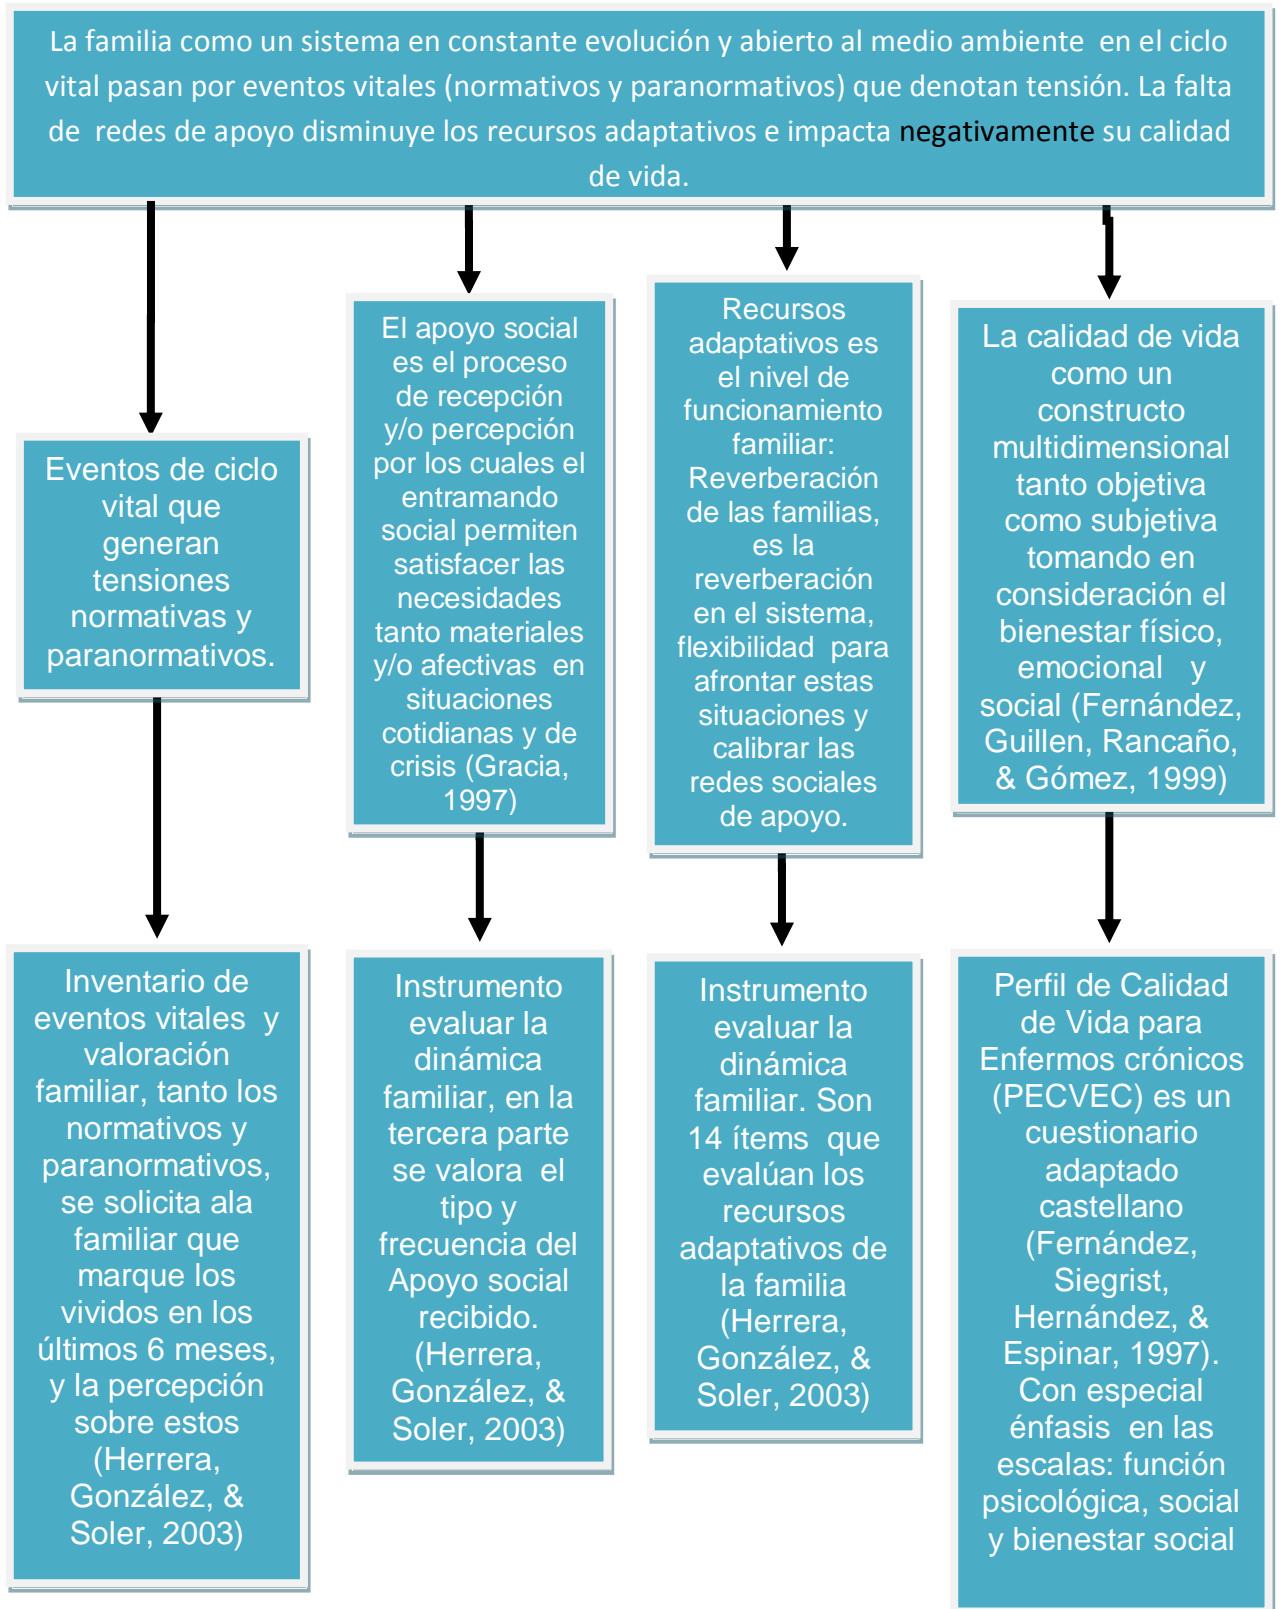 La familia como un sistema en constante evolución y abierto al medio ambiente  en el ciclo
vital pasan por eventos vitales (normativos y paranormativos) que denotan tensión. La falta
de  redes de apoyo disminuye los recursos adaptativos e impacta negativamente su calidad
de vida.
Eventos de ciclo
vital que
generan
tensiones
normativas y
paranormativos.
El apoyo social
es el proceso
de recepción
y/o percepción
por los cuales el
entramando
social permiten
satisfacer las
necesidades
tanto materiales
y/o afectivas  en
situaciones
cotidianas y de
crisis (Gracia,
1997)
Recursos
adaptativos es
el nivel de
funcionamiento
familiar:
Reverberación
de las familias,
es la
reverberación
en el sistema,
flexibilidad  para
afrontar estas
situaciones y
calibrar las
redes sociales
de apoyo.
La calidad de vida
como un
constructo
multidimensional
tanto objetiva
como subjetiva
tomando en
consideración el
bienestar físico,
emocional   y
social (Fernández,
Guillen, Rancaño,
& Gómez, 1999)
Inventario de
eventos vitales  y
valoración
familiar, tanto los
normativos y
paranormativos,
se solicita ala
familiar que
marque los
vividos en los
últimos 6 meses,
y la percepción
sobre estos
(Herrera,
González, &
Soler, 2003)
Instrumento
evaluar la
dinámica
familiar, en la
tercera parte
se valora  el
tipo y
frecuencia del
Apoyo social
recibido.
(Herrera,
González, &
Soler, 2003)
Instrumento
evaluar la
dinámica
familiar. Son
14 ítems  que
evalúan los
recursos
adaptativos de
la familia
(Herrera,
González, &
Soler, 2003)
Perfil de Calidad
de Vida para
Enfermos crónicos
(PECVEC) es un
cuestionario
adaptado
castellano
(Fernández,
Siegrist,
Hernández, &
Espinar, 1997).
Con especial
énfasis  en las
escalas: función
psicológica, social
y bienestar social